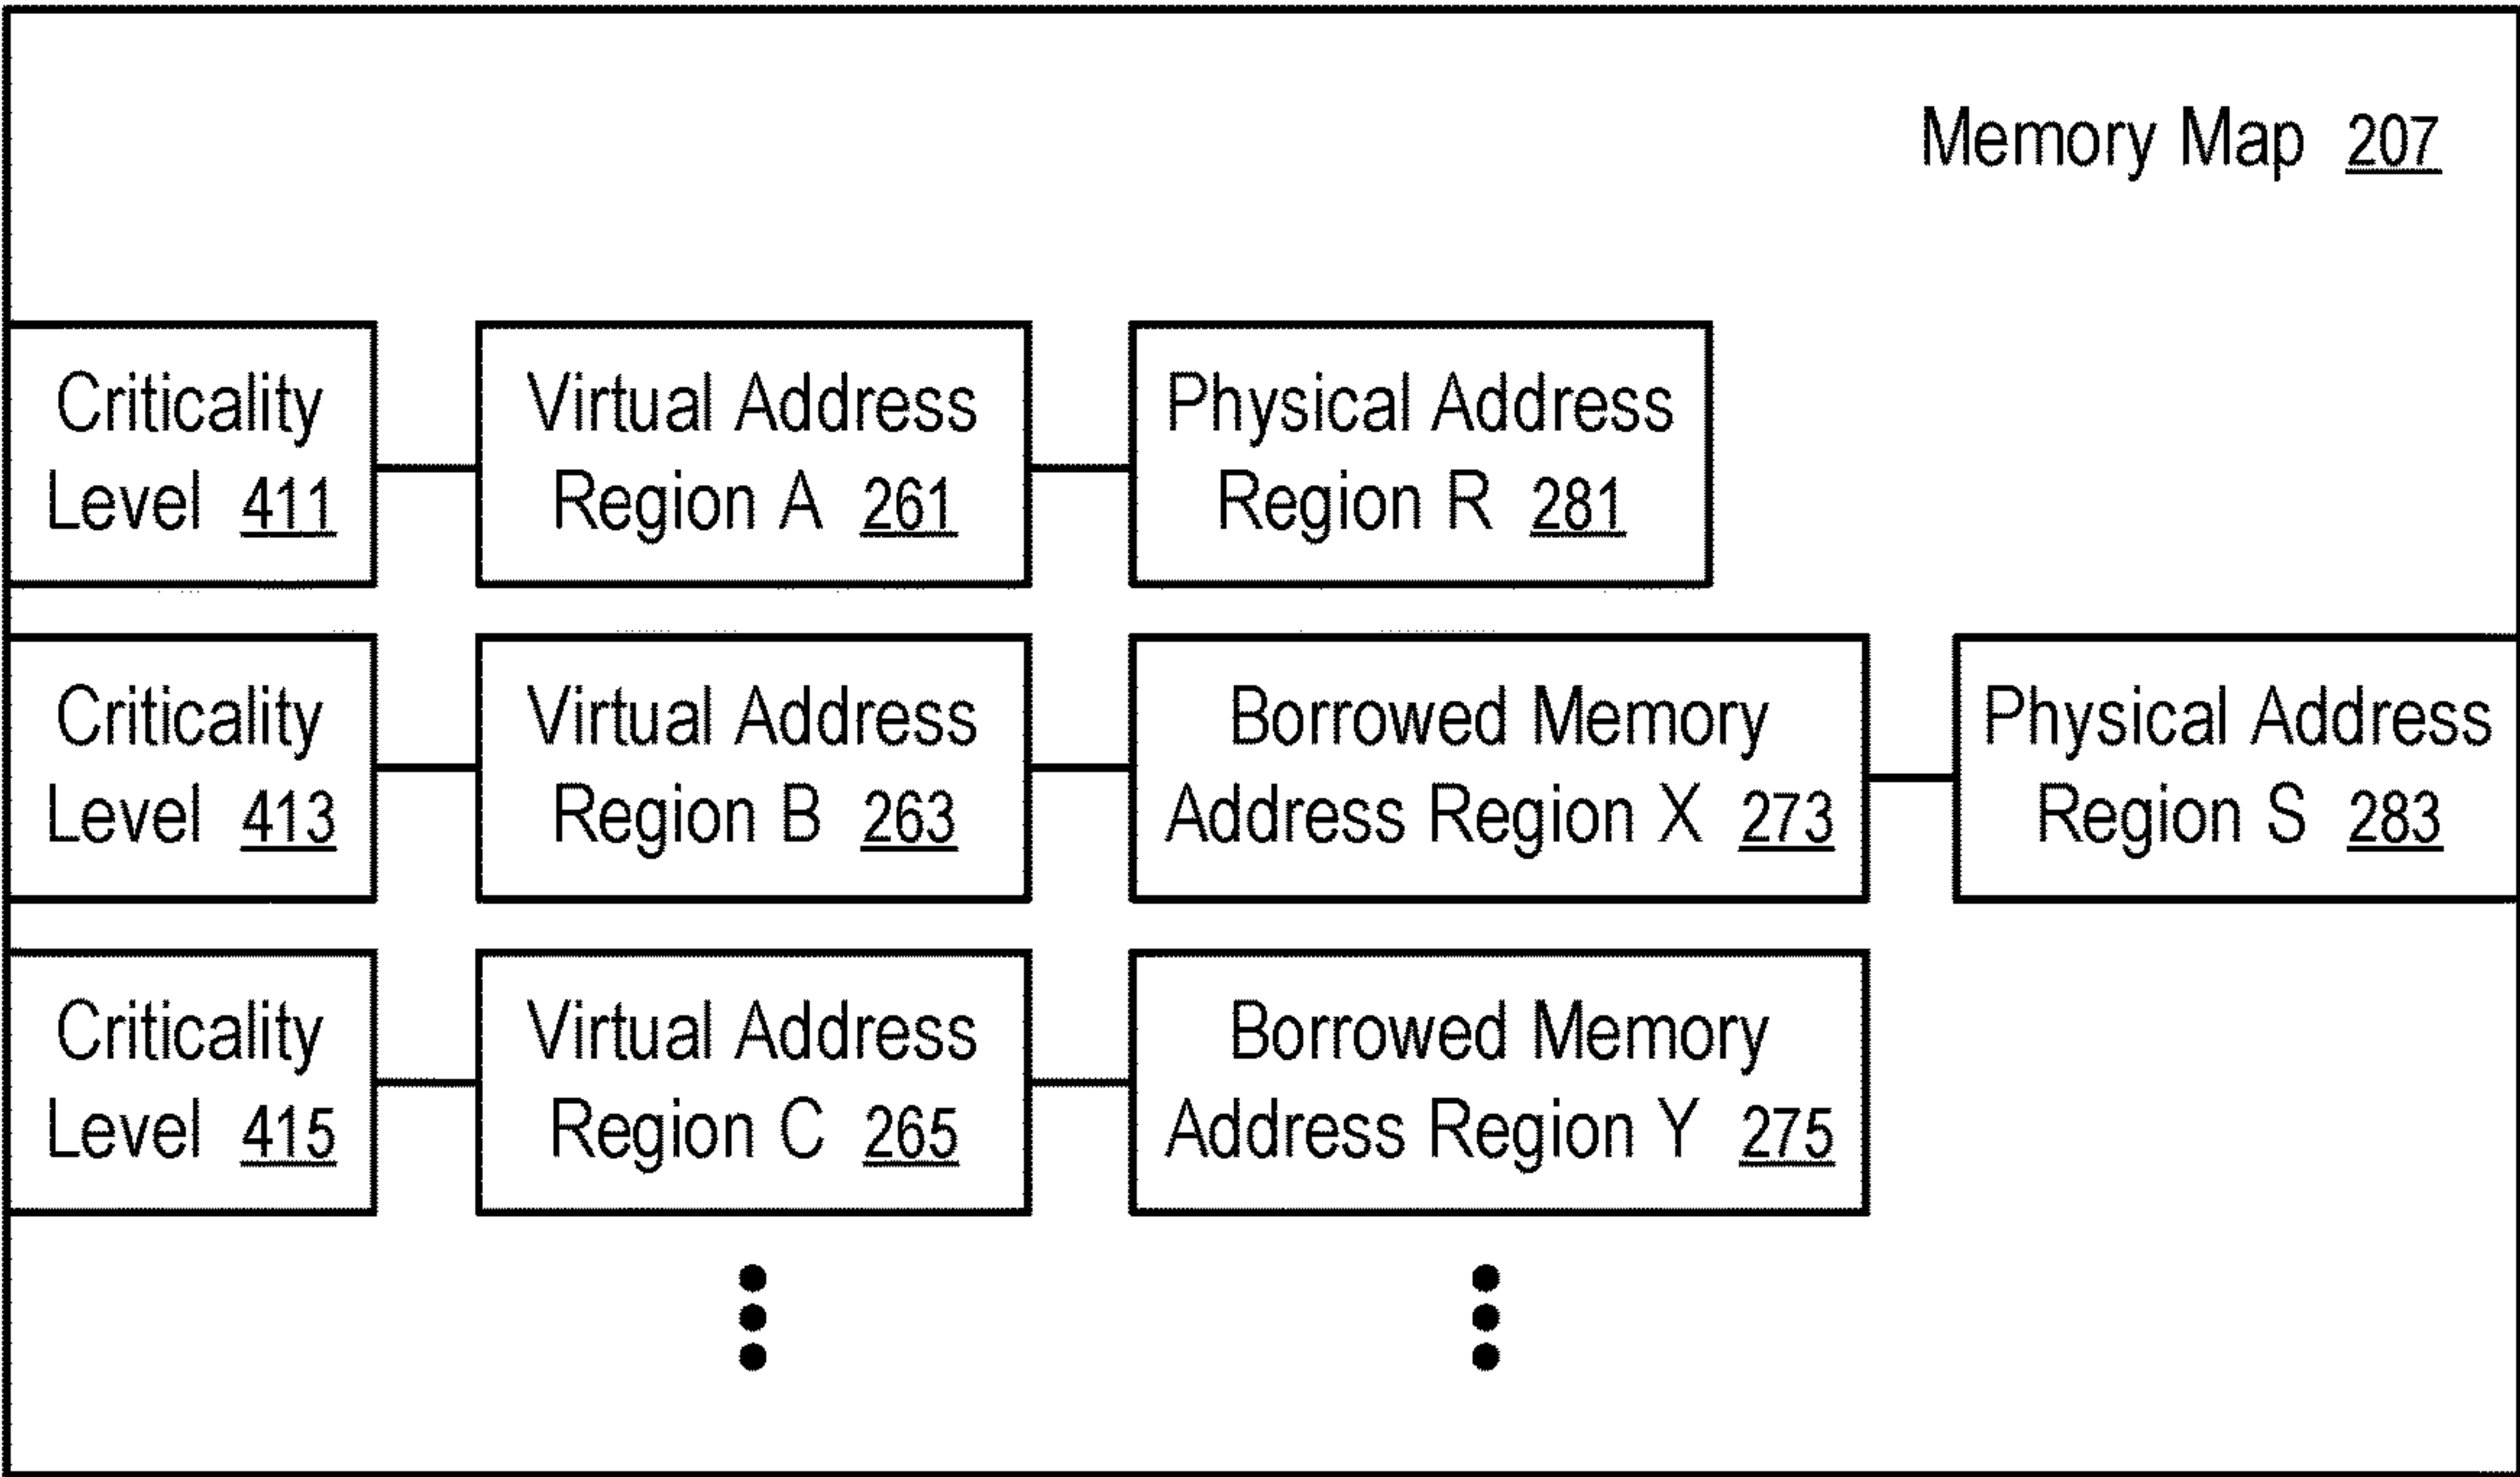 Memory Map 207
Criticality
Level 411
Virtual Address
Region A 261
Physical Address
Region R 281
Criticality
Level 413
Virtual Address
Region B 263
Borrowed Memory
Address Region X 273
Physical Address
Region S 283
Criticality
Level 415
Virtual Address
Region C 265
Borrowed Memory
Address Region Y 275